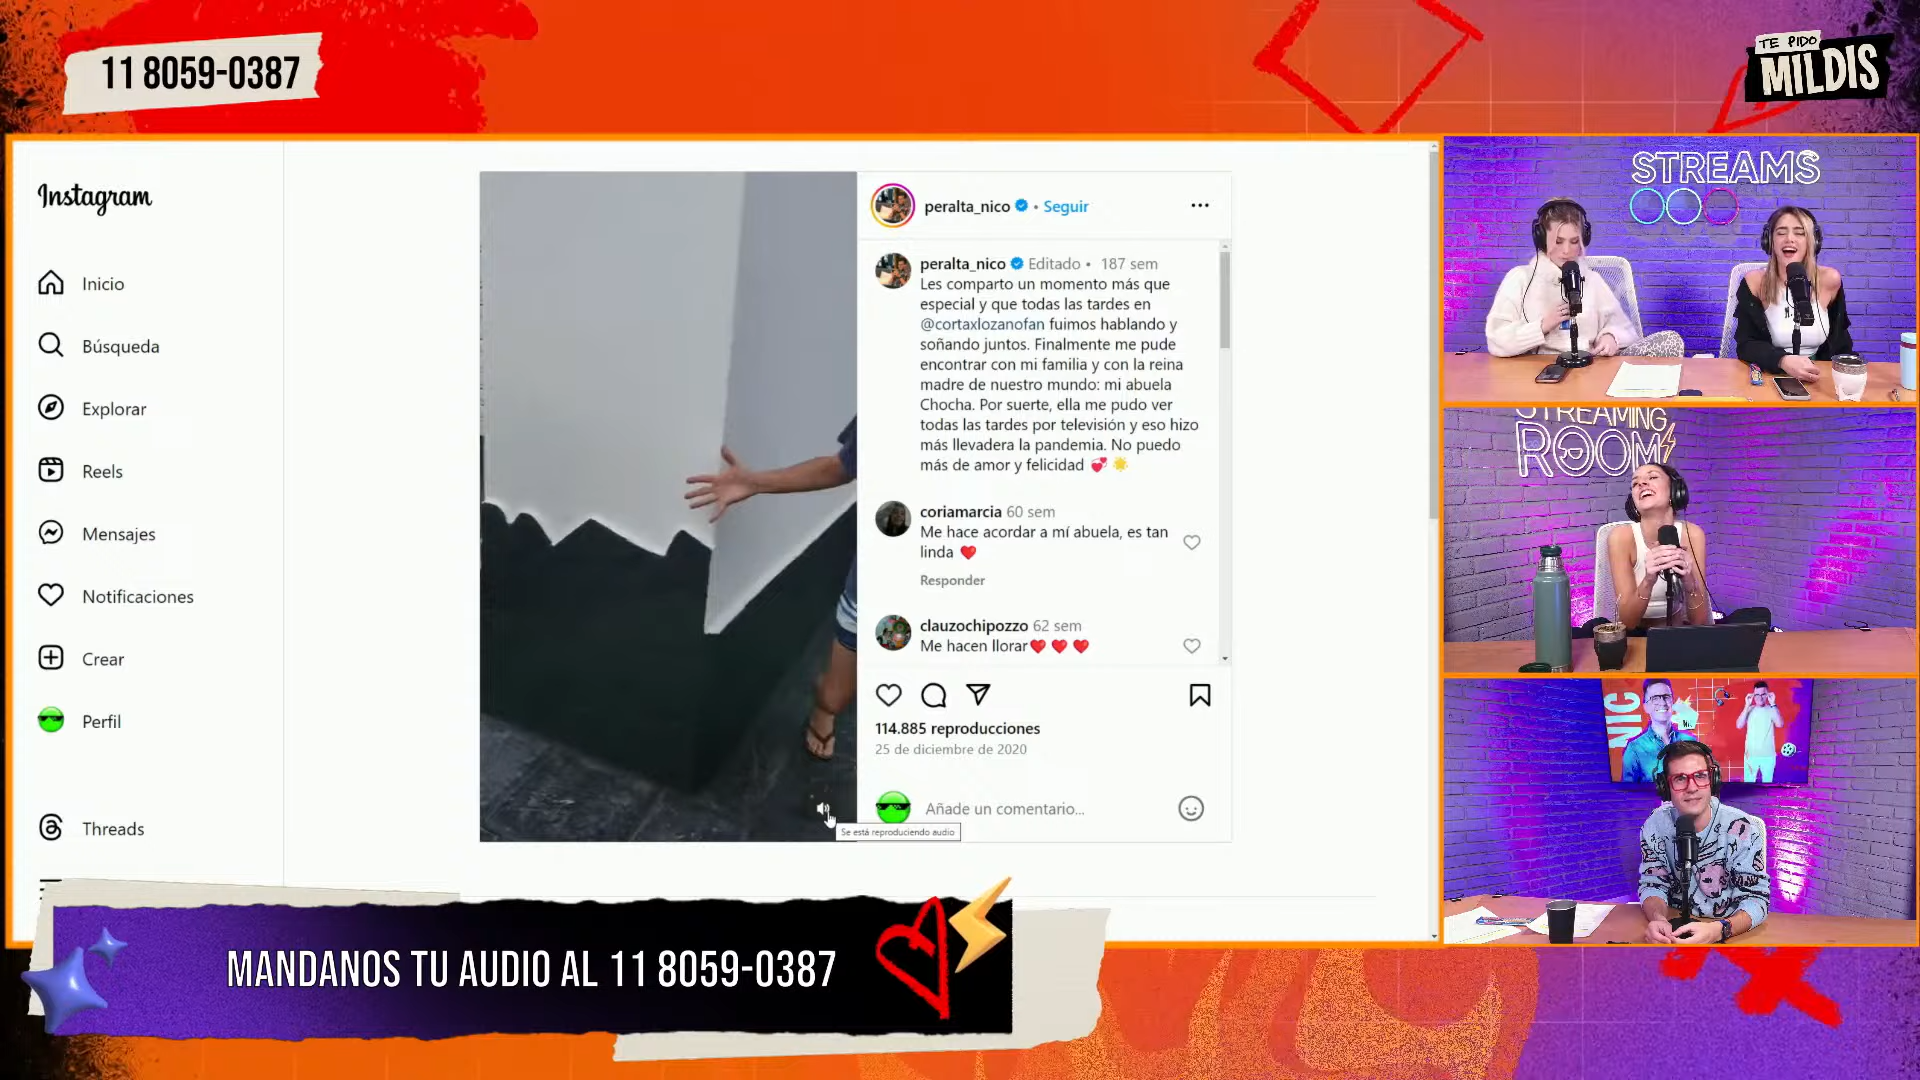 11 8059-0387
TE PIDO
MILDIS
Instagram
Inicio
Búsqueda
Explorar
Reels
Mensajes
Notificaciones
Crear
Perfil
Threads
peralta_nico • Seguir
peralta_nico Editado • 187 sem
Les comparto un momento más que
especial y que todas las tardes en
@cortaxlozanofan fuimos hablando y
soñando juntos. Finalmente me pude
encontrar con mi familia y con la reina
madre de nuestro mundo: mi abuela
Chocha. Por suerte, ella me pudo ver
todas las tardes por televisión y eso hizo
más llevadera la pandemia. No puedo
más de amor y felicidad 💞 🌟
coriamarcia 60 sem
Me hace acordar a mí abuela, es tan
linda ❤️
Responder
clauzochipozzo 62 sem
Me hacen llorar❤️ ❤️ ❤️
114.885 reproducciones
25 de diciembre de 2020
Añade un comentario...
Se está reproduciendo audio
STREAMS
STREAMING
ROOM
NIC
MANDANOS TU AUDIO AL 11 8059-0387